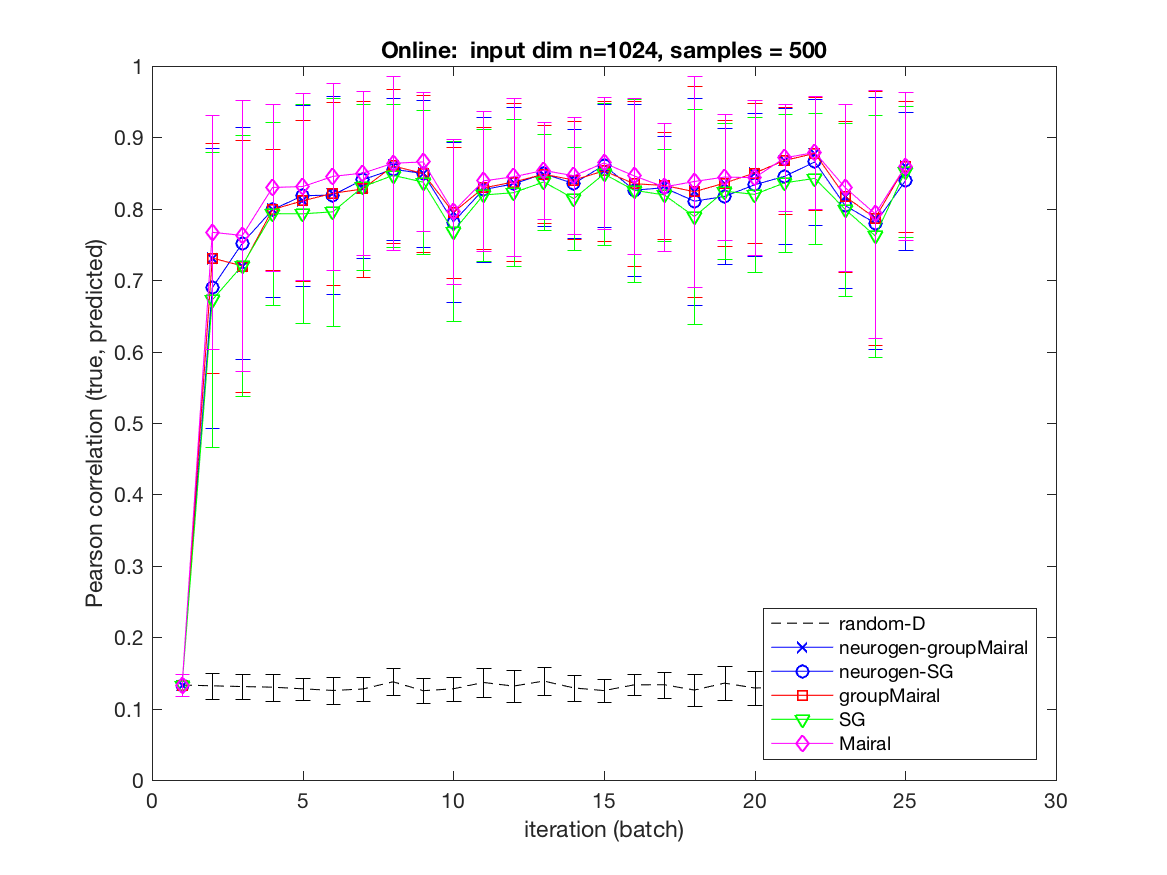 Online:  input dim n=1024, samples = 500
Pearson correlation (true, predicted)
1
0.9
0.8
0.7
0.6
0.5
0.4
0.3
0.2
0.1
0
random-D
neurogen-groupMairal
neurogen-SG
groupMairal
SG
Mairal
0 5 10 15 20 25 30
iteration (batch)